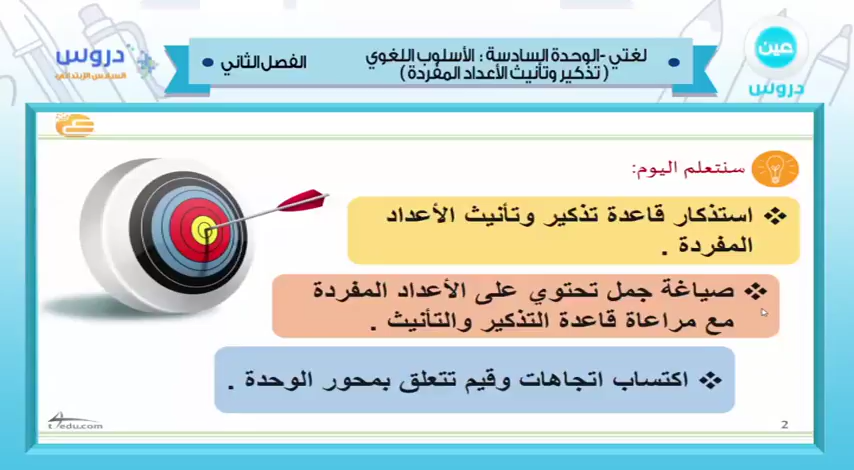 عين
دروس
لغتي -الوحدة السادسة : الأسلوب اللغوي
( تذكير وتأنيث الأعداد المفردة )
الفصل الثاني
دروس
السادس الإبتدائي
سنتعلم اليوم:
❖ استذكار قاعدة تذكير وتأنيث الأعداد
المفردة .
❖ صياغة جمل تحتوي على الأعداد المفردة
مع مراعاة قاعدة التذكير والتأنيث .
❖ اكتساب اتجاهات وقيم تتعلق بمحور الوحدة .
t4edu.com
2